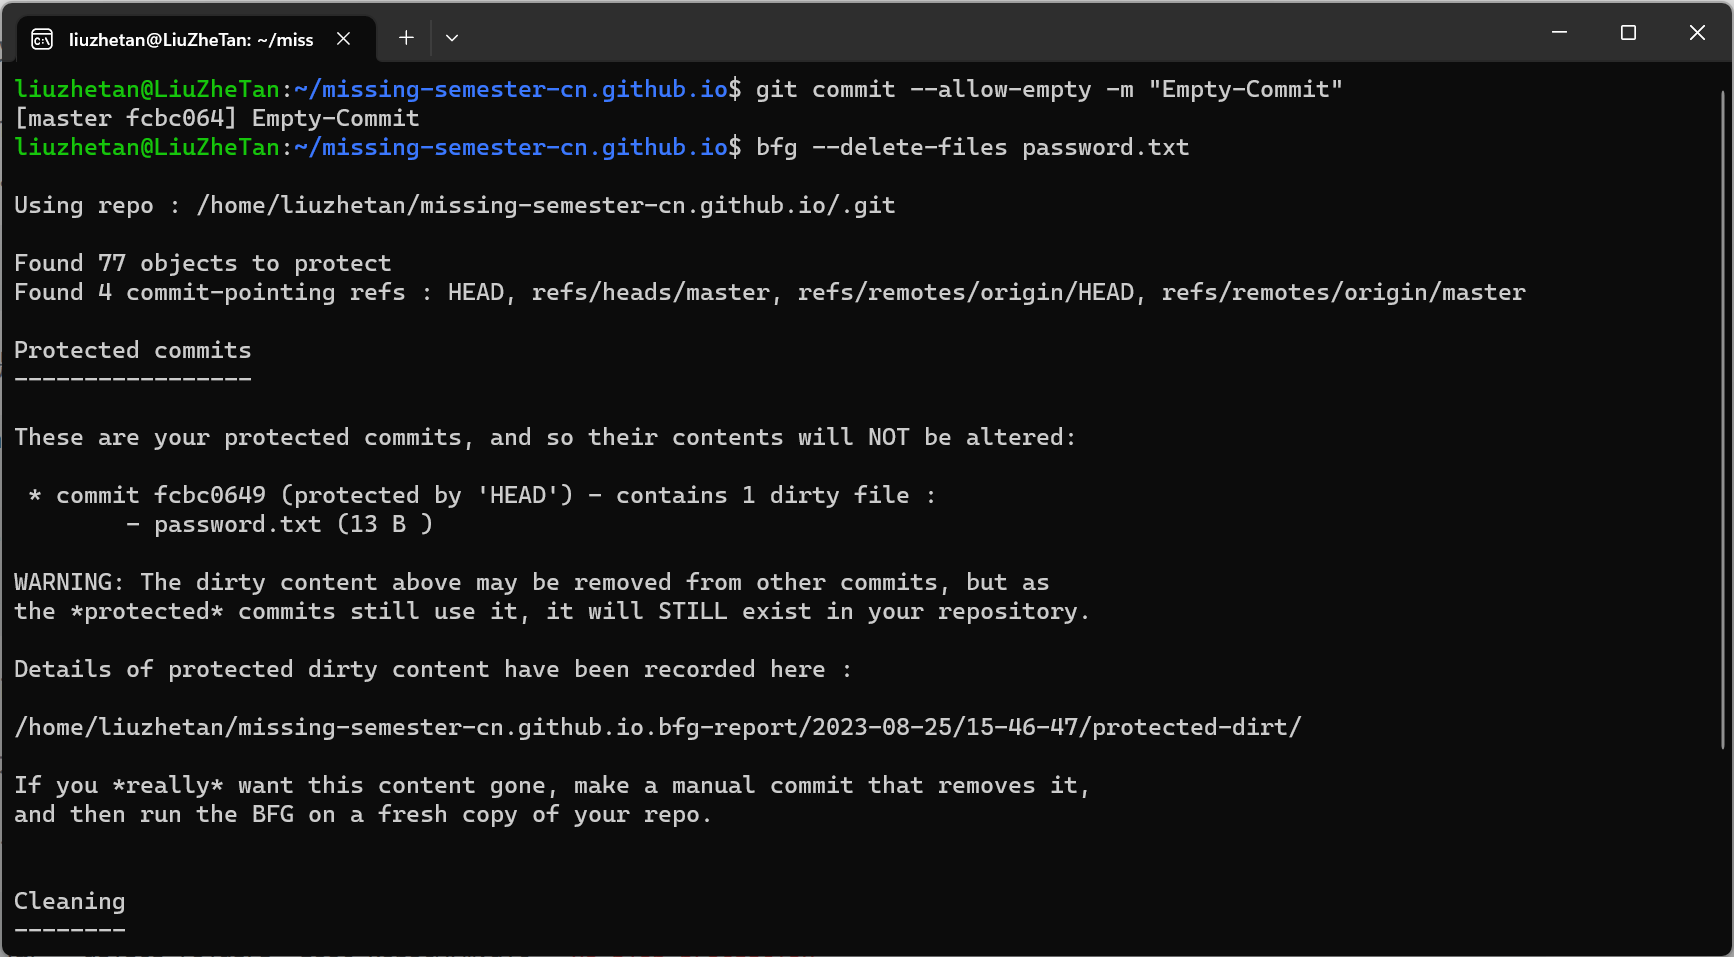 liuzhetan@LiuZheTan: ~/miss
liuzhetan@LiuZheTan:~/missing-semester-cn.github.io$ git commit --allow-empty -m "Empty-Commit"
[master fcbc064] Empty-Commit
liuzhetan@LiuZheTan:~/missing-semester-cn.github.io$ bfg --delete-files password.txt
Using repo : /home/liuzhetan/missing-semester-cn.github.io/.git
Found 77 objects to protect
Found 4 commit-pointing refs : HEAD, refs/heads/master, refs/remotes/origin/HEAD, refs/remotes/origin/master
Protected commits
-----------------
These are your protected commits, and so their contents will NOT be altered:
* commit fcbc0649 (protected by 'HEAD') - contains 1 dirty file :
- password.txt (13 B )
WARNING: The dirty content above may be removed from other commits, but as
the *protected* commits still use it, it will STILL exist in your repository.
Details of protected dirty content have been recorded here :
/home/liuzhetan/missing-semester-cn.github.io.bfg-report/2023-08-25/15-46-47/protected-dirt/
If you *really* want this content gone, make a manual commit that removes it,
and then run the BFG on a fresh copy of your repo.
Cleaning
--------